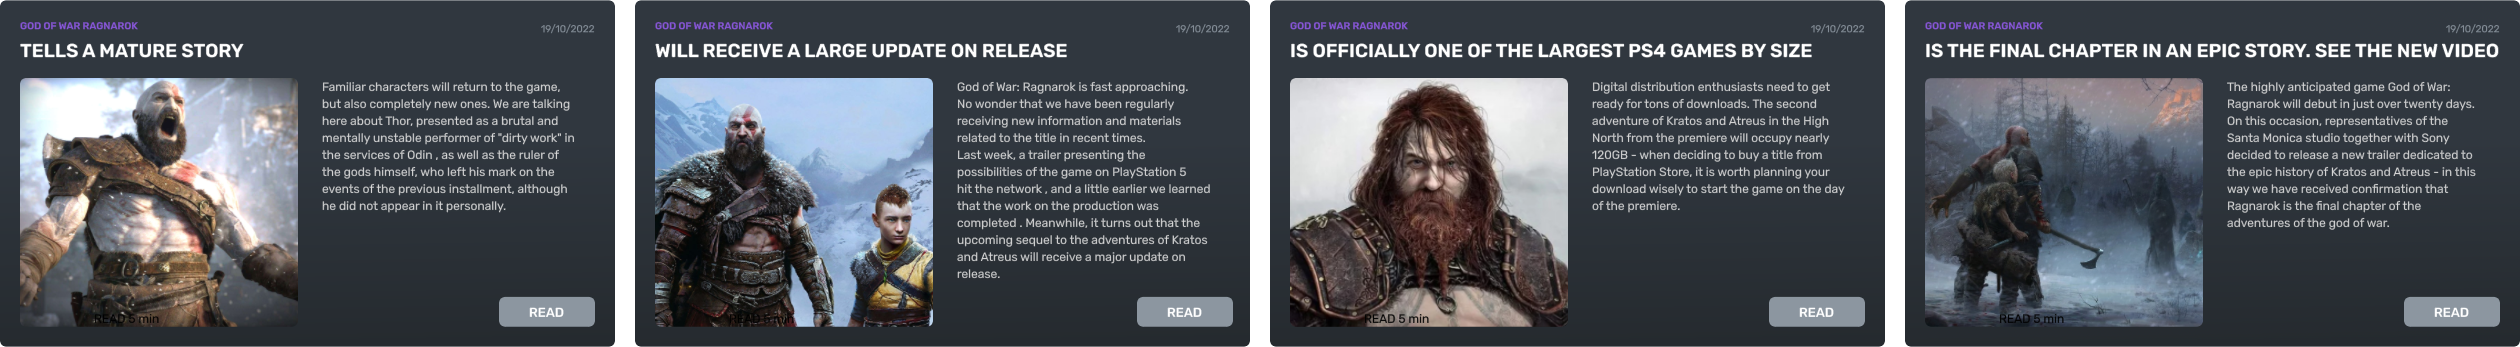 GOD OF WAR RAGNAROK
19/10/2022
TELLS A MATURE STORY
Familiar characters will return to the game,
but also completely new ones. We are talking
here about Thor, presented as a brutal and
mentally unstable performer of "dirty work" in
the services of Odin , as well as the ruler of
the gods himself, who left his mark on the
events of the previous installment, although
he did not appear in it personally.
READ 5 min
READ
GOD OF WAR RAGNAROK
19/10/2022
WILL RECEIVE A LARGE UPDATE ON RELEASE
God of War: Ragnarok is fast approaching.
No wonder that we have been regularly
receiving new information and materials
related to the title in recent times.
Last week, a trailer presenting the
possibilities of the game on PlayStation 5
hit the network , and a little earlier we learned
that the work on the production was
completed . Meanwhile, it turns out that the
upcoming sequel to the adventures of Kratos
and Atreus will receive a major update on
release.
READ 5 min
READ
GOD OF WAR RAGNAROK
19/10/2022
IS OFFICIALLY ONE OF THE LARGEST PS4 GAMES BY SIZE
Digital distribution enthusiasts need to get
ready for tons of downloads. The second
adventure of Kratos and Atreus in the High
North from the premiere will occupy nearly
120GB - when deciding to buy a title from
PlayStation Store, it is worth planning your
download wisely to start the game on the day
of the premiere.
READ 5 min
READ
GOD OF WAR RAGNAROK
19/10/2022
IS THE FINAL CHAPTER IN AN EPIC STORY. SEE THE NEW VIDEO
The highly anticipated game God of War:
Ragnarok will debut in just over twenty days.
On this occasion, representatives of the
Santa Monica studio together with Sony
decided to release a new trailer dedicated to
the epic history of Kratos and Atreus - in this
way we have received confirmation that
Ragnarok is the final chapter of the
adventures of the god of war.
READ 5 min
READ